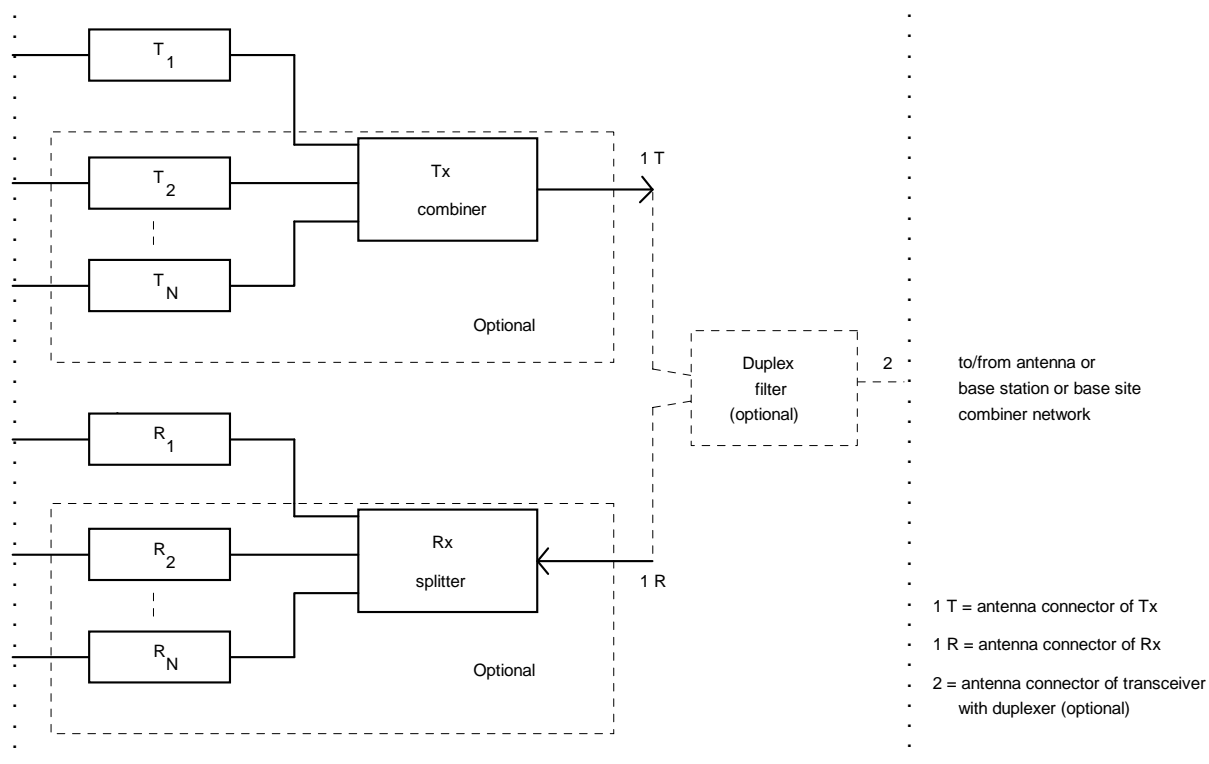 T1
T2
TN
Tx
combiner
Optional
1 T
Duplex
filter
(optional)
2
to/from antenna or
base station or base site
combiner network
R1
R2
RN
Rx
splitter
Optional
1 R
1 T = antenna connector of Tx
1 R = antenna connector of Rx
2 = antenna connector of transceiver
with duplexer (optional)